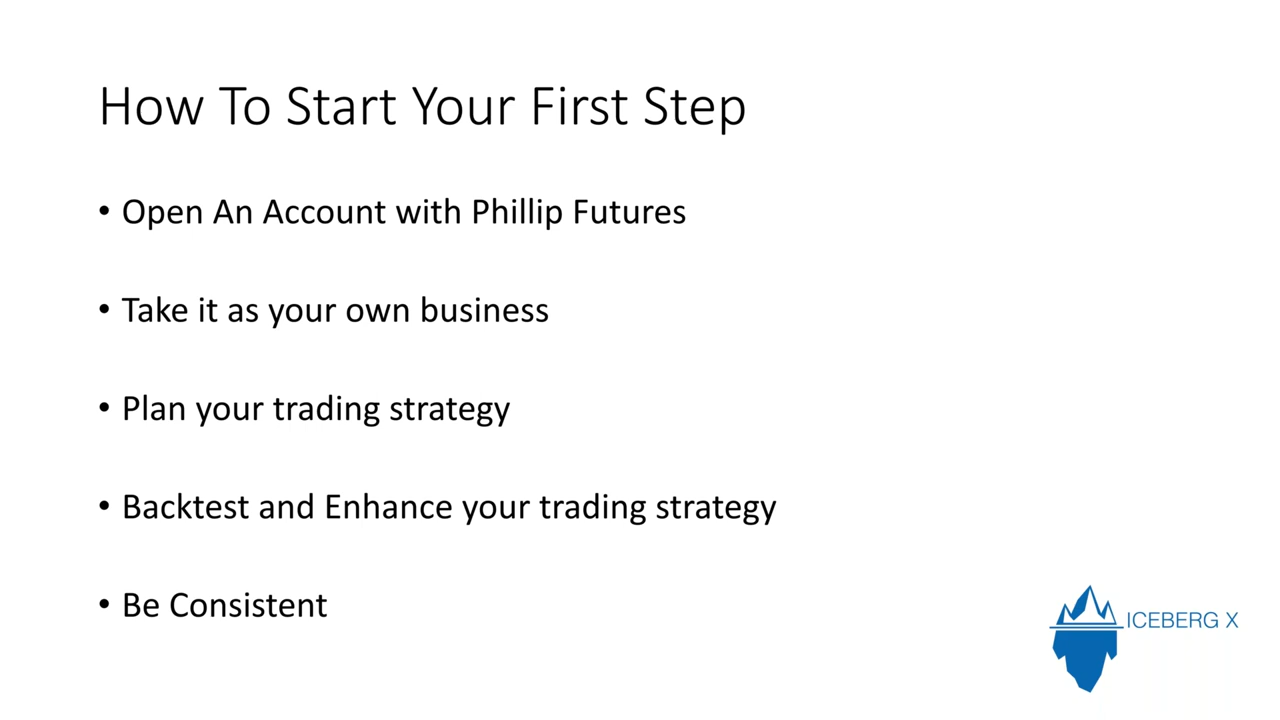 How To Start Your First Step
• Open An Account with Phillip Futures
• Take it as your own business
• Plan your trading strategy
• Backtest and Enhance your trading strategy
• Be Consistent
ICEBERG X